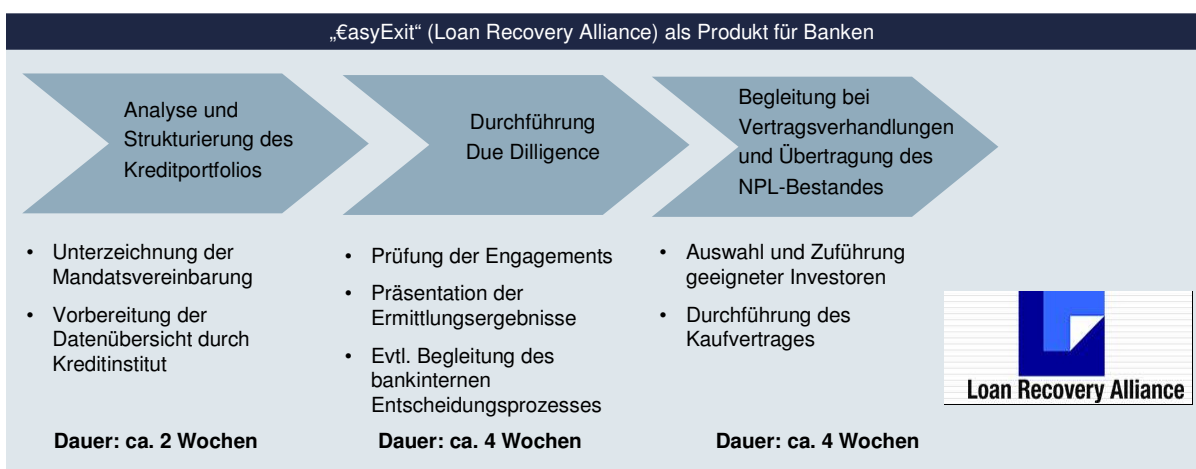 „€asyExit“ (Loan Recovery Alliance) als Produkt für Banken
Analyse und
Strukturierung des
Kreditportfolios
Durchführung
Due Dilligence
Begleitung bei
Vertragsverhandlungen
und Übertragung des
NPL-Bestandes
• Unterzeichnung der
Mandatsvereinbarung
• Vorbereitung der
Datenübersicht durch
Kreditinstitut
• Prüfung der Engagements
• Präsentation der
Ermittlungsergebnisse
• Evtl. Begleitung des
bankinternen
Entscheidungsprozesses
• Auswahl und Zuführung
geeigneter Investoren
• Durchführung des
Kaufvertrages
Loan Recovery Alliance
Dauer: ca. 2 Wochen
Dauer: ca. 4 Wochen
Dauer: ca. 4 Wochen